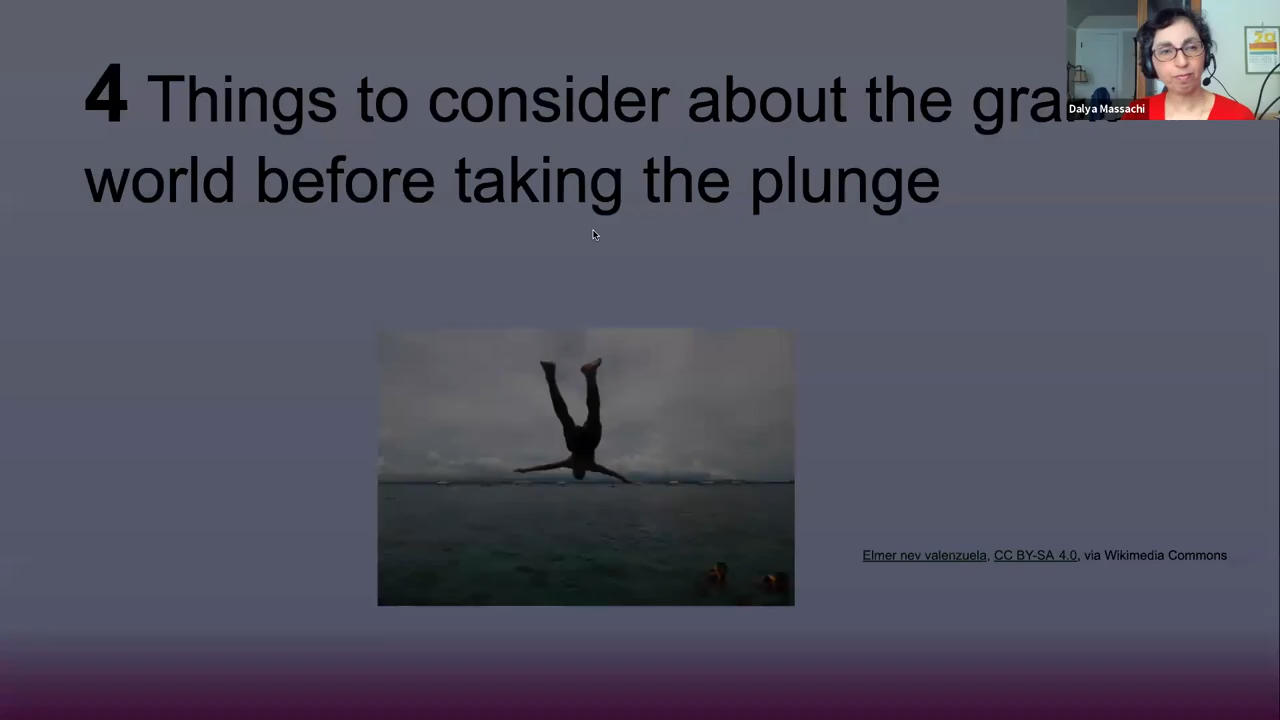 4 Things to consider about the
world before taking the plunge
Dalya Massachi
Elmer nev valenzuela, CC BY-SA 4.0, via Wikimedia Commons